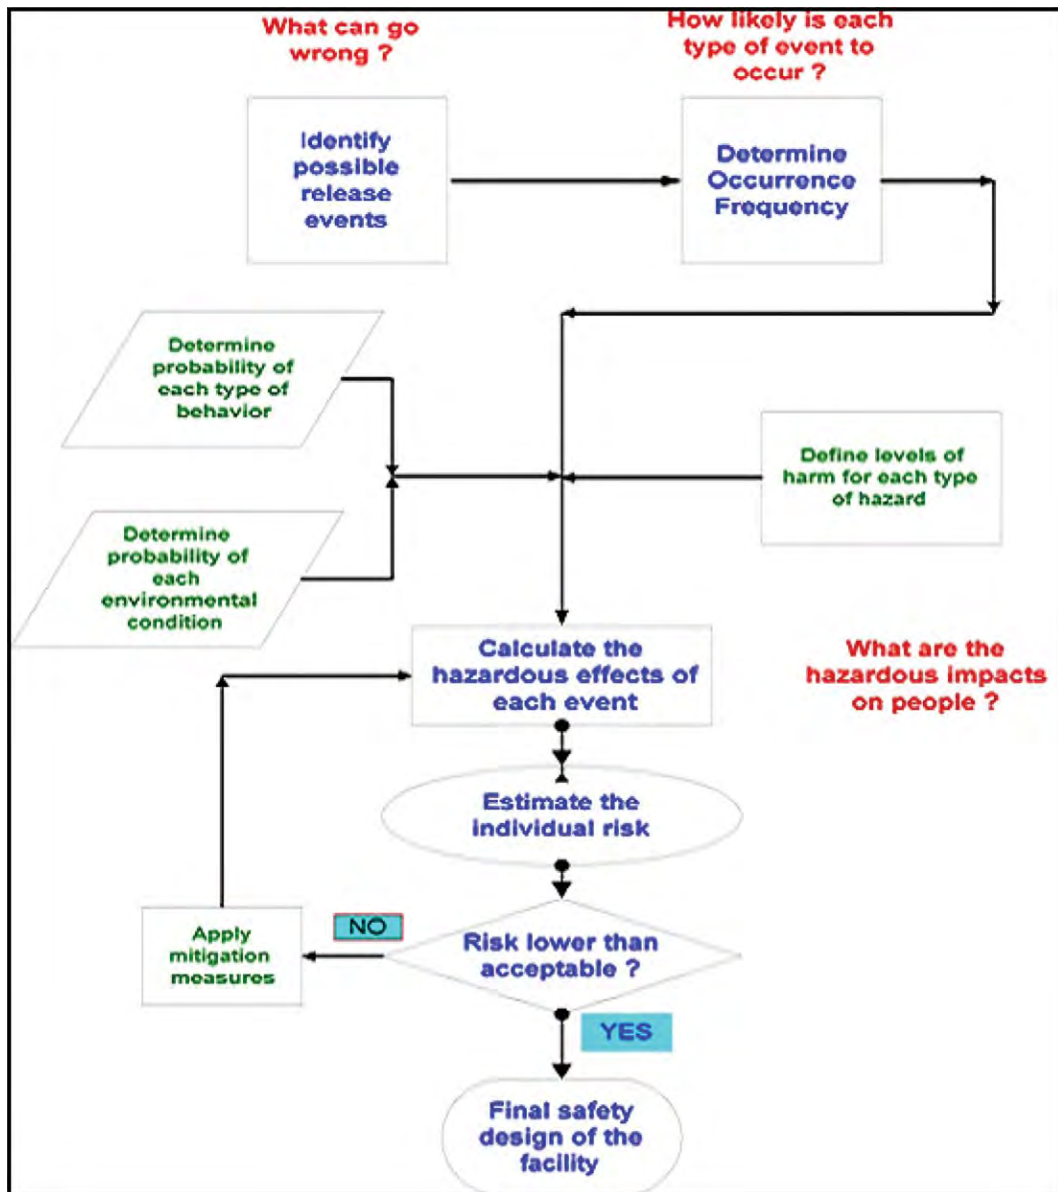 What can go
wrong ?
How likely is each
type of event to
occur ?
Identify
possible
release
events
Determine
Occurrence
Frequency
Determine
probability of
each type of
behavior
Define levels of
harm for each type
of hazard
Determine
probability of
each
environmental
condition
Calculate the
hazardous effects of
each event
What are the
hazardous impacts
on people ?
Estimate the
individual risk
NO
Apply
mitigation
measures
Risk lower than
acceptable ?
YES
Final safety
design of the
facility